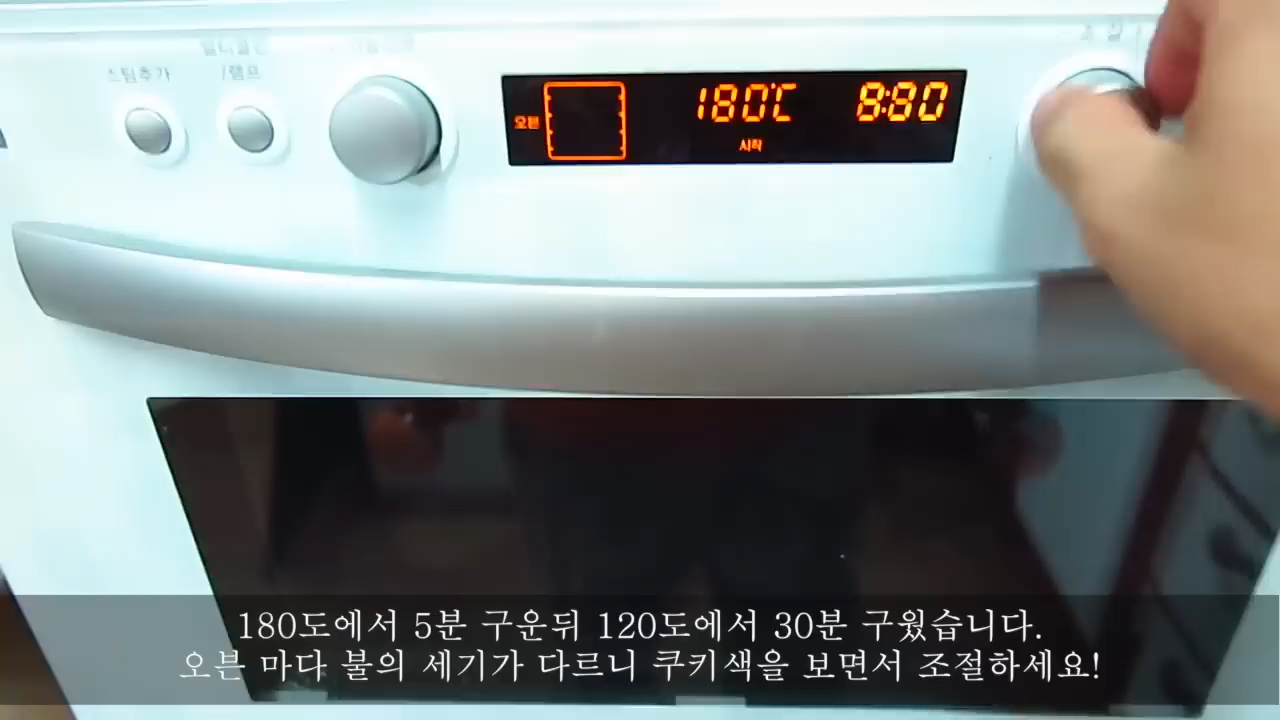 스팀추가
/램프
오븐
180℃
시작
180도에서 5분 구운뒤 120도에서 30분 구웠습니다.
오븐 마다 불의 세기가 다르니 쿠키색을 보면서 조절하세요!